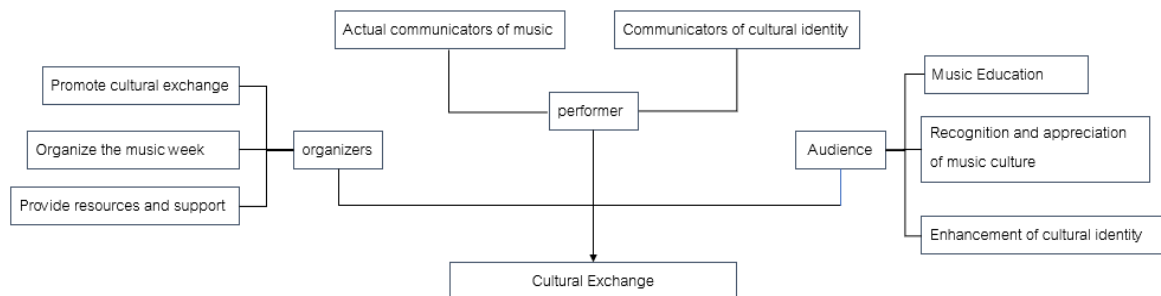 Actual communicators of music
Communicators of cultural identity
Promote cultural exchange
Music Education
performer
Organize the music week
organizers
Audience
Recognition and appreciation
of music culture
Provide resources and support
Enhancement of cultural identity
Cultural Exchange